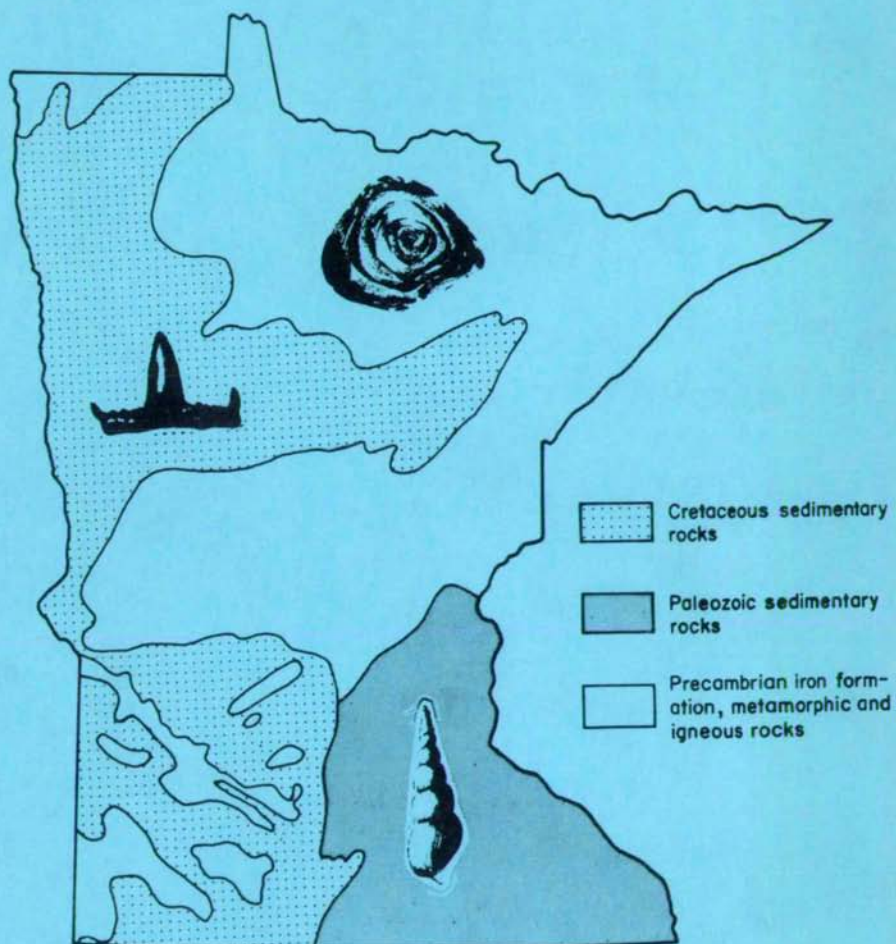 Cretaceous sedimentary
rocks
Paleozoic sedimentary
rocks
Precambrian iron form-
ation, metamorphic and
igneous rocks